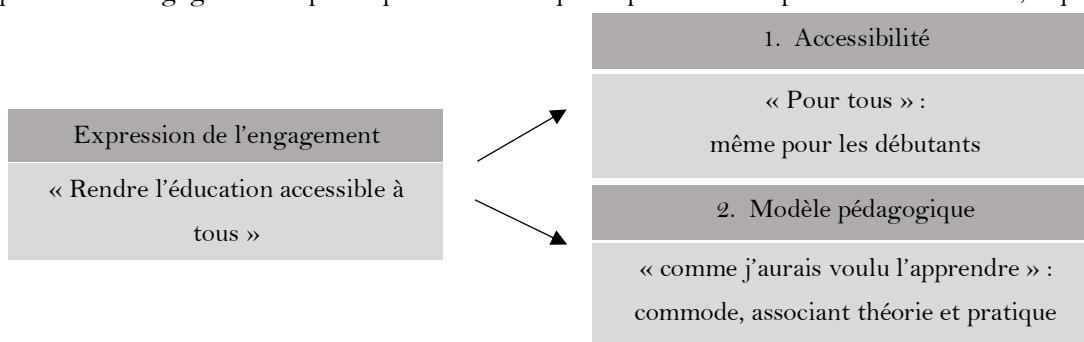 Expression de l’engagement
« Rendre l’éducation accessible à
tous »
1. Accessibilité
« Pour tous » :
même pour les débutants
2. Modèle pédagogique
« comme j’aurais voulu l’apprendre » :
commode, associant théorie et pratique